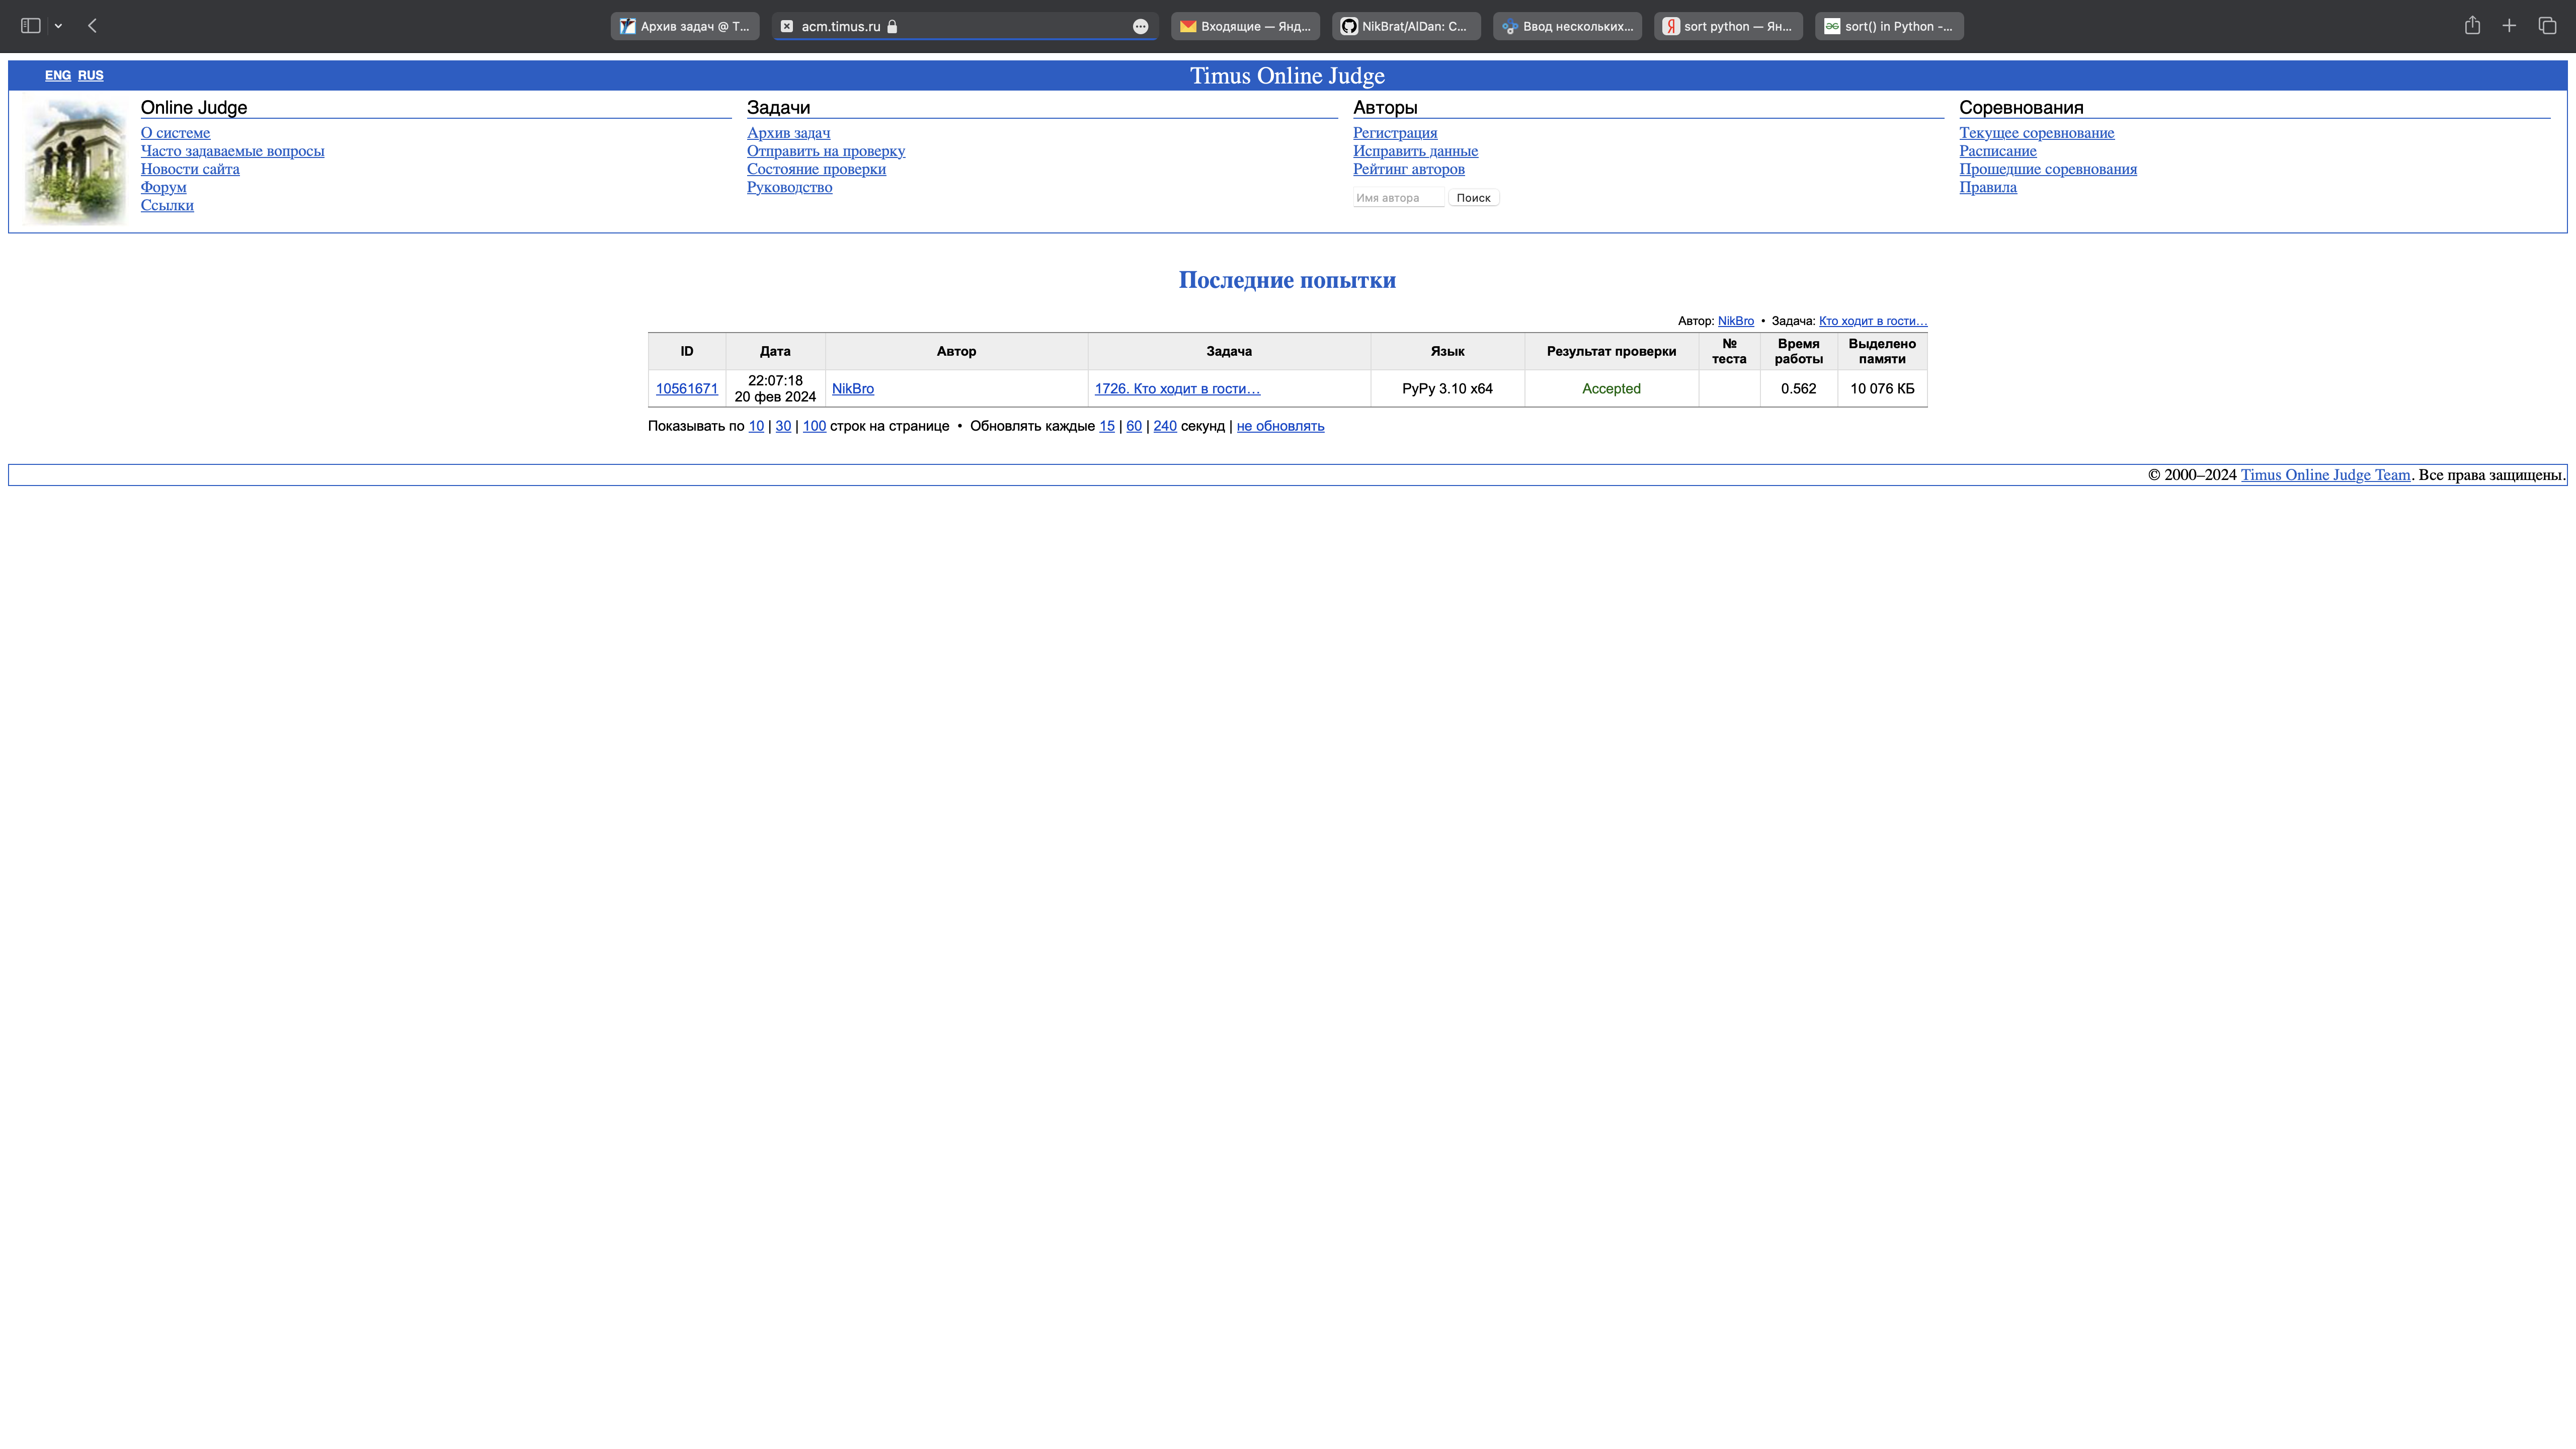 Архив задач @ T...
acm.timus.ru
Входящие — Янд...
NikBrat/AlDan: C...
Ввод нескольких...
sort python — Ян...
sort() in Python -...
ENG RUS
Timus Online Judge
Online Judge
О системе
Часто задаваемые вопросы
Новости сайта
Форум
Ссылки
Задачи
Архив задач
Отправить на проверку
Состояние проверки
Руководство
Авторы
Регистрация
Исправить данные
Рейтинг авторов
Имя автора
Поиск
Соревнования
Текущее соревнование
Расписание
Прошедшие соревнования
Правила
Последние попытки
Автор: NikBro • Задача: Кто ходит в гости…
ID Дата Автор Задача Язык Результат проверки № теста Время работы Выделено памяти
10561671 22:07:18 20 фев 2024 NikBro 1726. Кто ходит в гости… PyPy 3.10 x64 Accepted 0.562 10 076 КБ
Показывать по 10 | 30 | 100 строк на странице • Обновлять каждые 15 | 60 | 240 секунд | не обновлять
© 2000–2024 Timus Online Judge Team. Все права защищены.